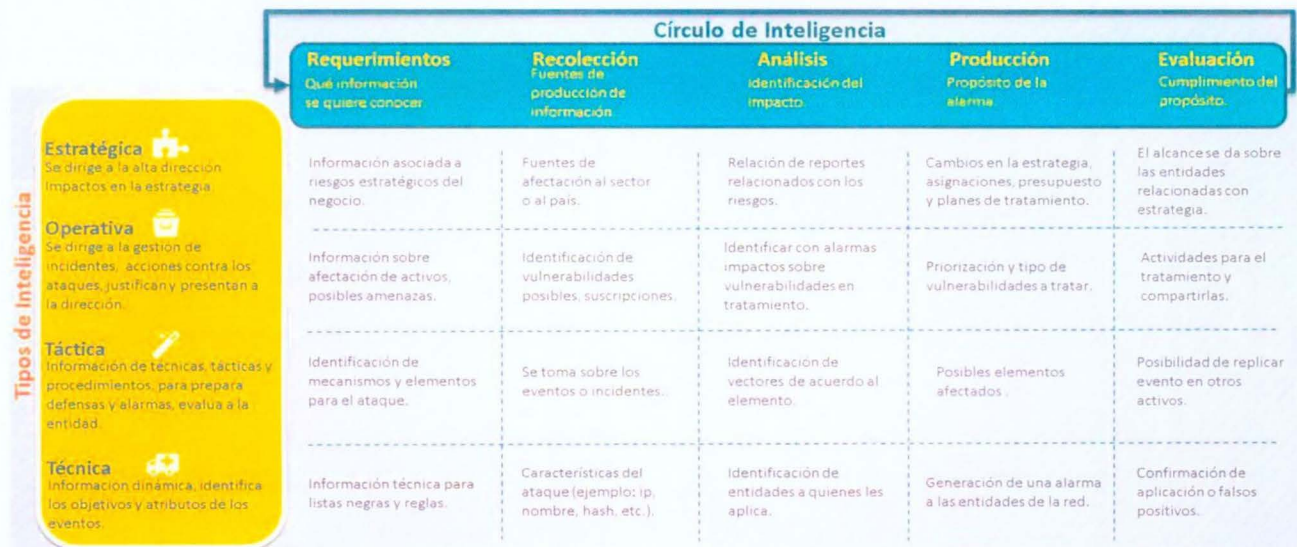 Círculo de Inteligencia
Requerimientos
Qué información
se quiere conocer
Recolección
Fuentes de
producción de
información.
Análisis
Identificación del
impacto.
Producción
Propósito de la
alarma
Evaluación
Cumplimiento del
propósito.
Tipos de Inteligencia
Estratégica
Se dirige a la alta dirección
Impactos en la estrategia.
Información asociada a
riesgos estratégicos del
negocio.
Fuentes de
afectación al sector
o al país.
Relación de reportes
relacionados con los
riesgos.
Cambios en la estrategia,
asignaciones, presupuesto
y planes de tratamiento.
El alcance se da sobre
las entidades
relacionadas con
estrategia.
Operativa
Se dirige a la gestión de
incidentes, acciones contra los
ataques, justifican y presentan a
la dirección.
Información sobre
afectación de activos,
posibles amenazas.
Identificación de
vulnerabilidades
posibles, suscripciones.
Identificar con alarmas
impactos sobre
vulnerabilidades en
tratamiento.
Priorización y tipo de
vulnerabilidades a tratar.
Actividades para el
tratamiento y
compartirlas.
Táctica
Información de técnicas, tácticas y
procedimientos, para prepara
defensas y alarmas, evalua a la
entidad.
Identificación de
mecanismos y elementos
para el ataque.
Se toma sobre los
eventos o incidentes.
Identificación de
vectores de acuerdo al
elemento.
Posibles elementos
afectados .
Posibilidad de replicar
evento en otros
activos.
Técnica
Información dinámica, identifica
los objetivos y atributos de los
eventos.
Información técnica para
listas negras y reglas.
Características del
ataque (ejemplo: ip,
nombre, hash, etc.).
Identificación de
entidades a quienes les
aplica.
Generación de una alarma
a las entidades de la red.
Confirmación de
aplicación o falsos
positivos.